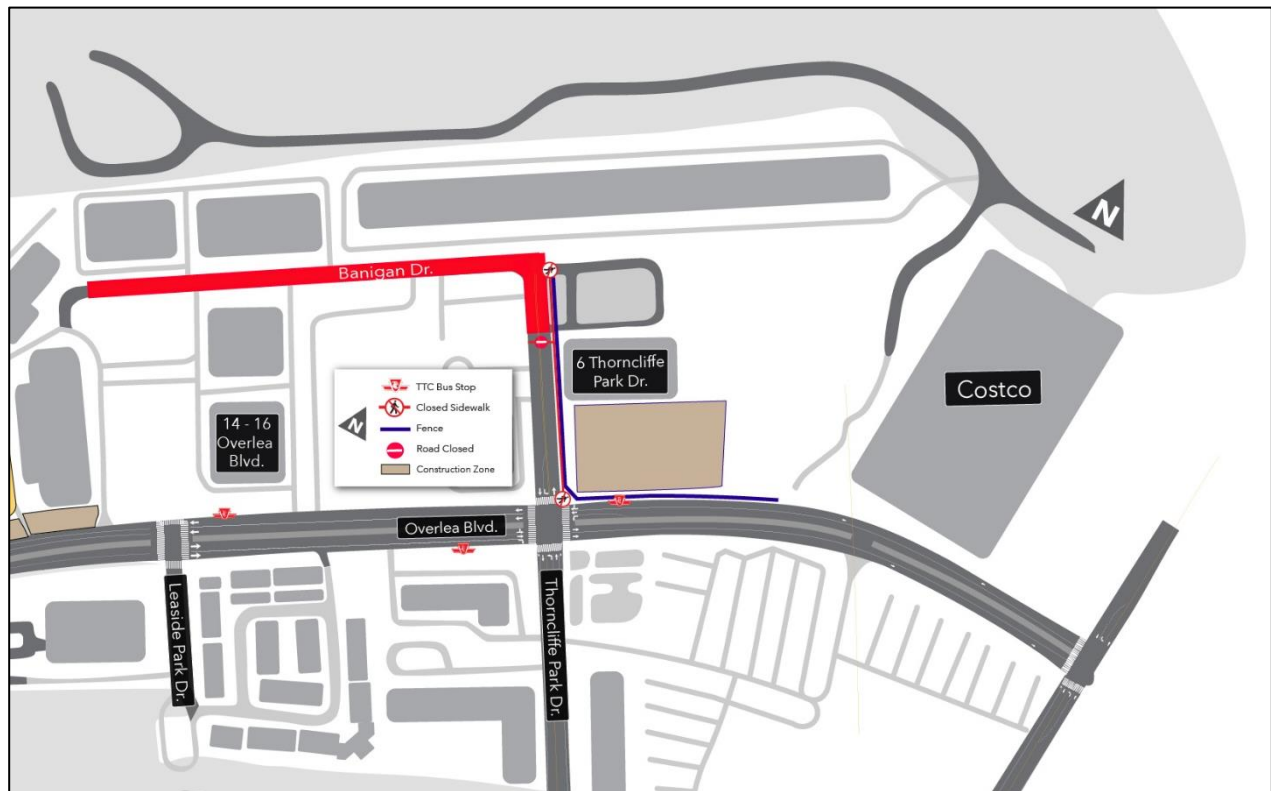 N
Banigan Dr.
6 Thorncliffe
Park Dr.
Costco
TTC Bus Stop
Closed Sidewalk
N
Fence
Road Closed
Construction Zone
14 - 16
Overlea
Blvd.
Overlea Blvd.
Leaside Park Dr.
Thorncliffe Park Dr.